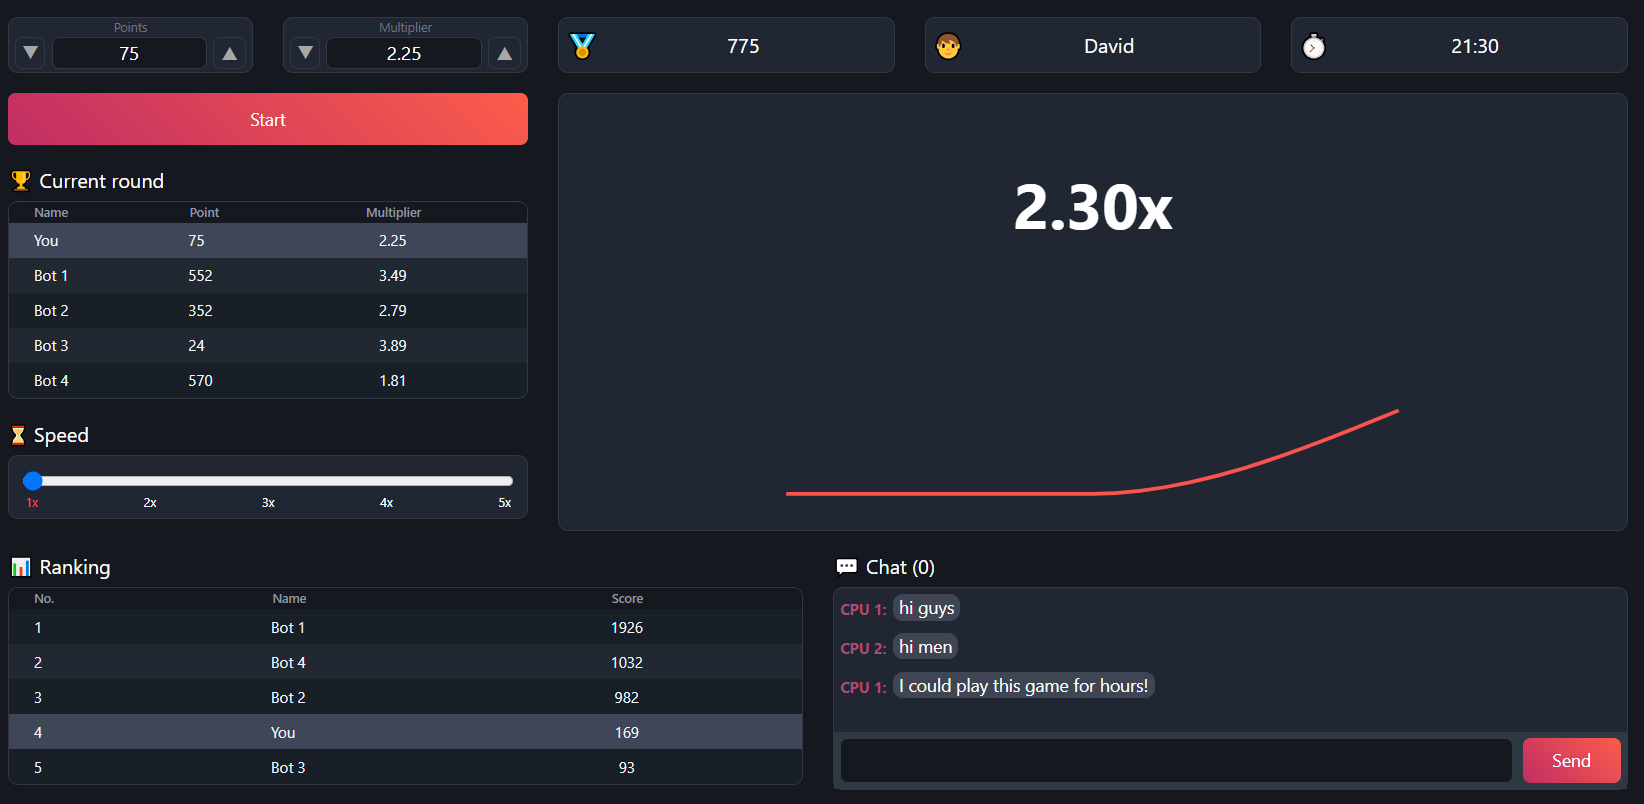 Points
75
Multiplier
2.25
775
David
21:30
Start
2.30x
Current round
Name Point Multiplier
You 75 2.25
Bot 1 552 3.49
Bot 2 352 2.79
Bot 3 24 3.89
Bot 4 570 1.81
Speed
1x 2x 3x 4x 5x
Ranking
No. Name Score
1 Bot 1 1926
2 Bot 4 1032
3 Bot 2 982
4 You 169
5 Bot 3 93
Chat (0)
CPU 1: hi guys
CPU 2: hi men
CPU 1: I could play this game for hours!
Send